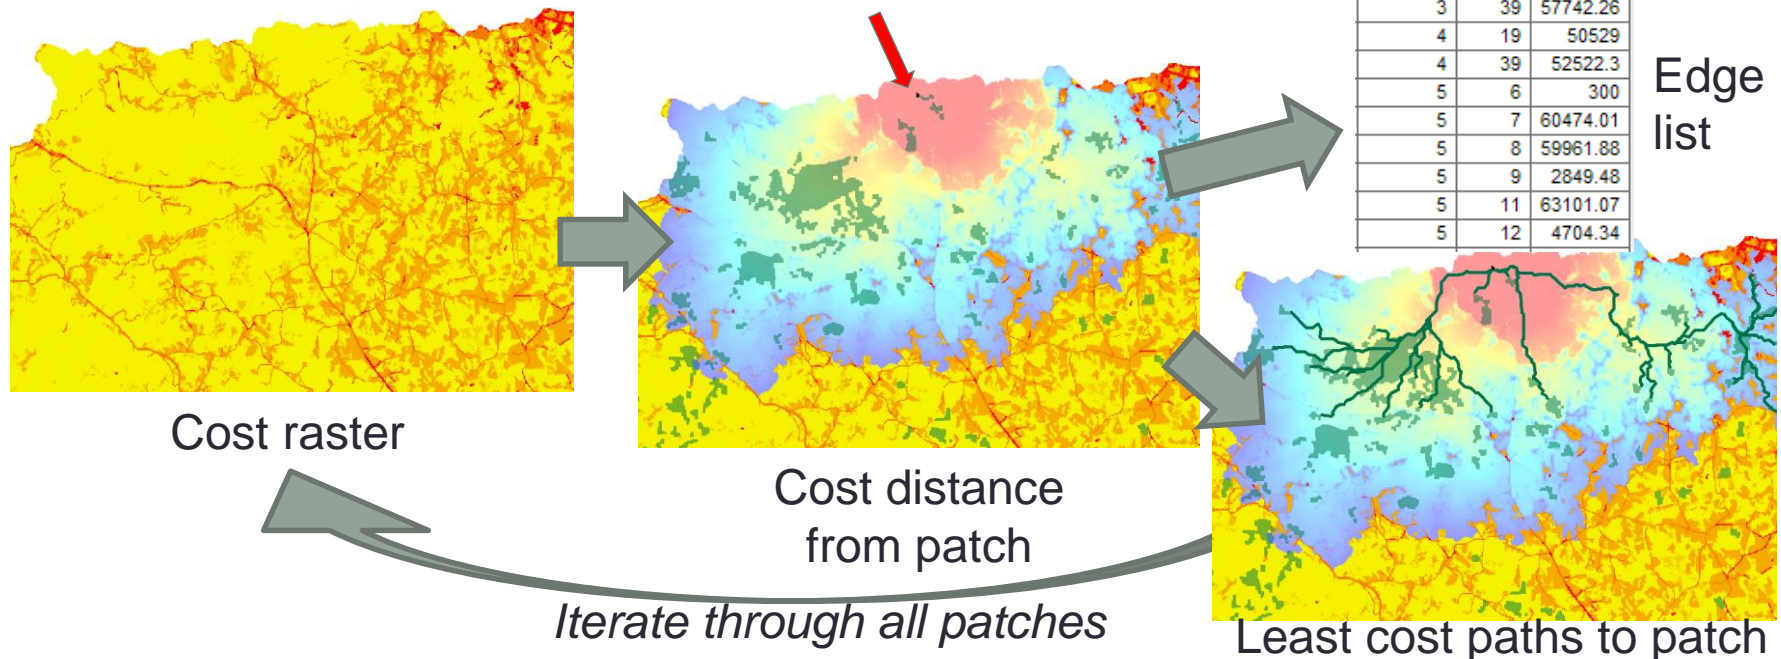 3 39 57742.26
4 19 50529
4 39 52522.3
5 6 300
5 7 60474.01
5 8 59961.88
5 9 2849.48
5 11 63101.07
5 12 4704.34
Edge
list
Cost raster
Cost distance
from patch
Iterate through all patches
Least cost paths to patch